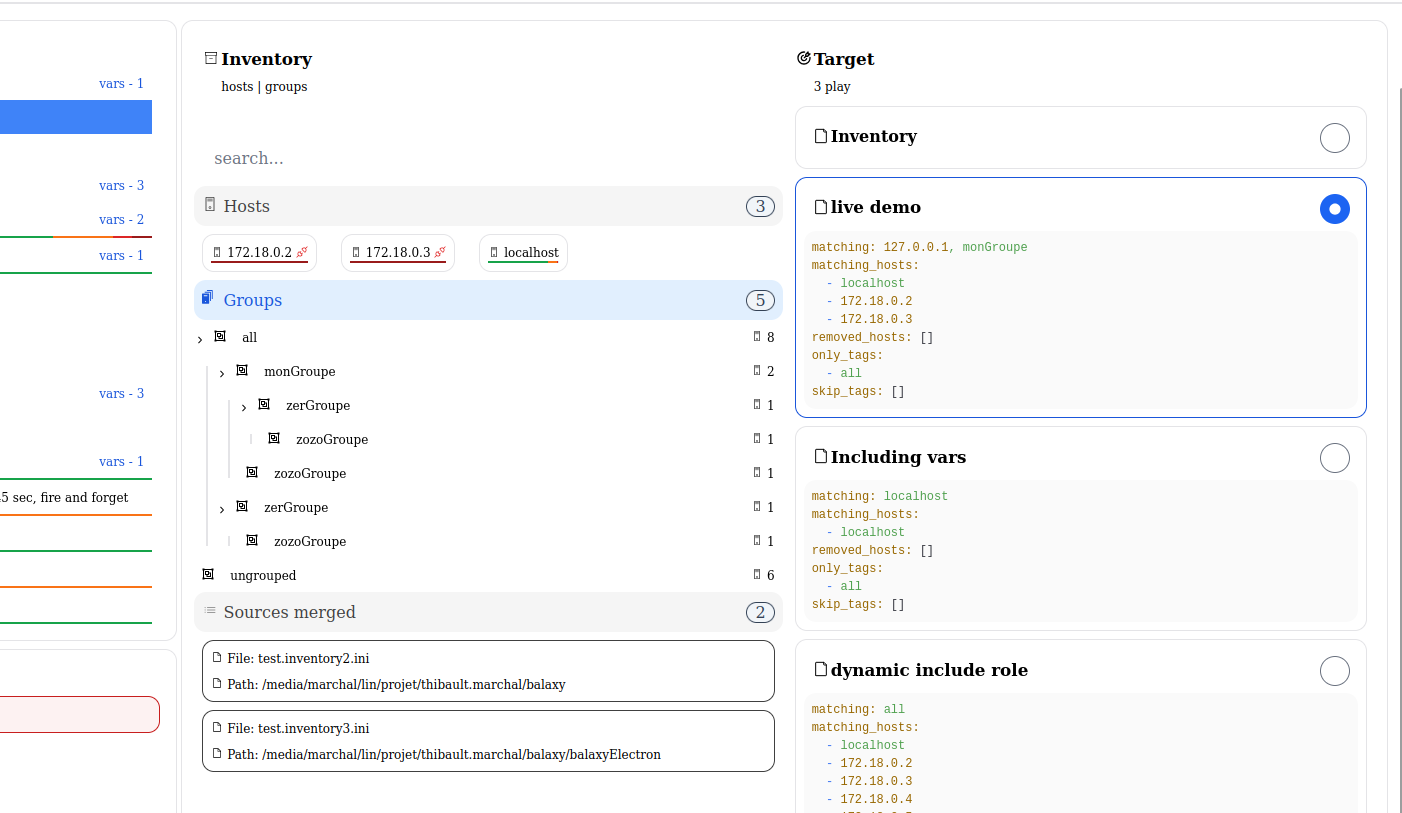 vars - 1
vars - 3
vars - 2
vars - 1
vars - 3
vars - 1
5 sec, fire and forget
Inventory
hosts | groups
search...
Hosts 3
172.18.0.2 172.18.0.3 localhost
Groups 5
all 8
monGroupe 2
zerGroupe 1
zozoGroupe 1
zozoGroupe 1
zerGroupe 1
zozoGroupe 1
ungrouped 6
Sources merged 2
File: test.inventory2.ini
Path: /media/marchal/lin/projet/thibault.marchal/balaxy
File: test.inventory3.ini
Path: /media/marchal/lin/projet/thibault.marchal/balaxy/balaxyElectron
Target
3 play
Inventory
live demo
matching: 127.0.0.1, monGroupe
matching_hosts:
- localhost
- 172.18.0.2
- 172.18.0.3
removed_hosts: []
only_tags:
- all
skip_tags: []
Including vars
matching: localhost
matching_hosts:
- localhost
removed_hosts: []
only_tags:
- all
skip_tags: []
dynamic include role
matching: all
matching_hosts:
- localhost
- 172.18.0.2
- 172.18.0.3
- 172.18.0.4